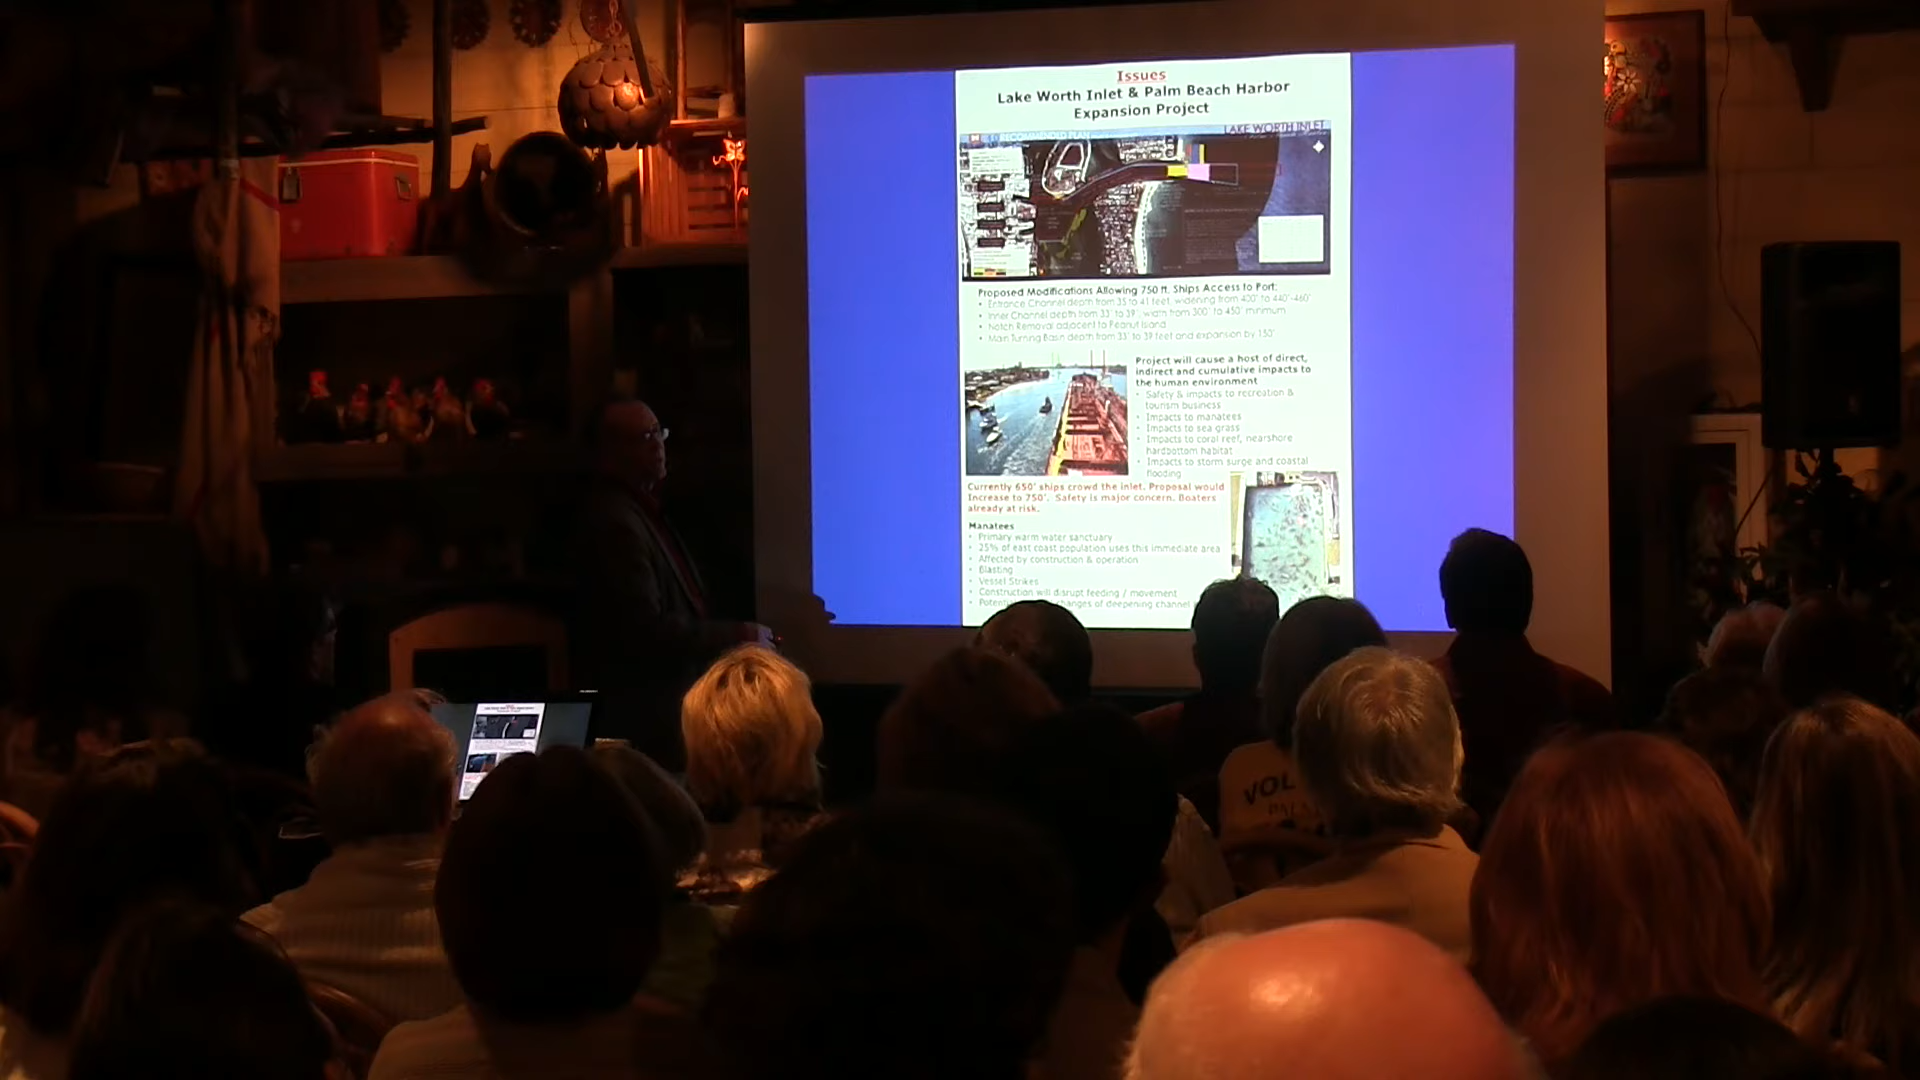 Issues
Lake Worth Inlet & Palm Beach Harbor
Expansion Project
RECOMMENDED PLAN
LAKE WORTH INLET
Proposed Modifications Allowing 750 ft. Ships Access to Port:
• Entrance Channel depth from 35 to 41 feet, widening from 400' to 440'-460'
• Inner Channel depth from 33' to 39', width from 300' to 450' minimum
• Notch Removal adjacent to Peanut Island
• Main Turning Basin depth from 33' to 39 feet and expansion by 150'
Project will cause a host of direct,
indirect and cumulative impacts to
the human environment
• Safety & impacts to recreation &
tourism business
• Impacts to manatees
• Impacts to sea grass
• Impacts to coral reef, nearshore
hardbottom habitat
• Impacts to storm surge and coastal
flooding
Currently 650' ships crowd the inlet. Proposal would
Increase to 750'. Safety is major concern. Boaters
already at risk.
Manatees
• Primary warm water sanctuary
• 25% of east coast population uses this immediate area
• Affected by construction & operation
• Blasting
• Vessel Strikes
• Construction will disrupt feeding / movement
• changes of deepening channel
VOL